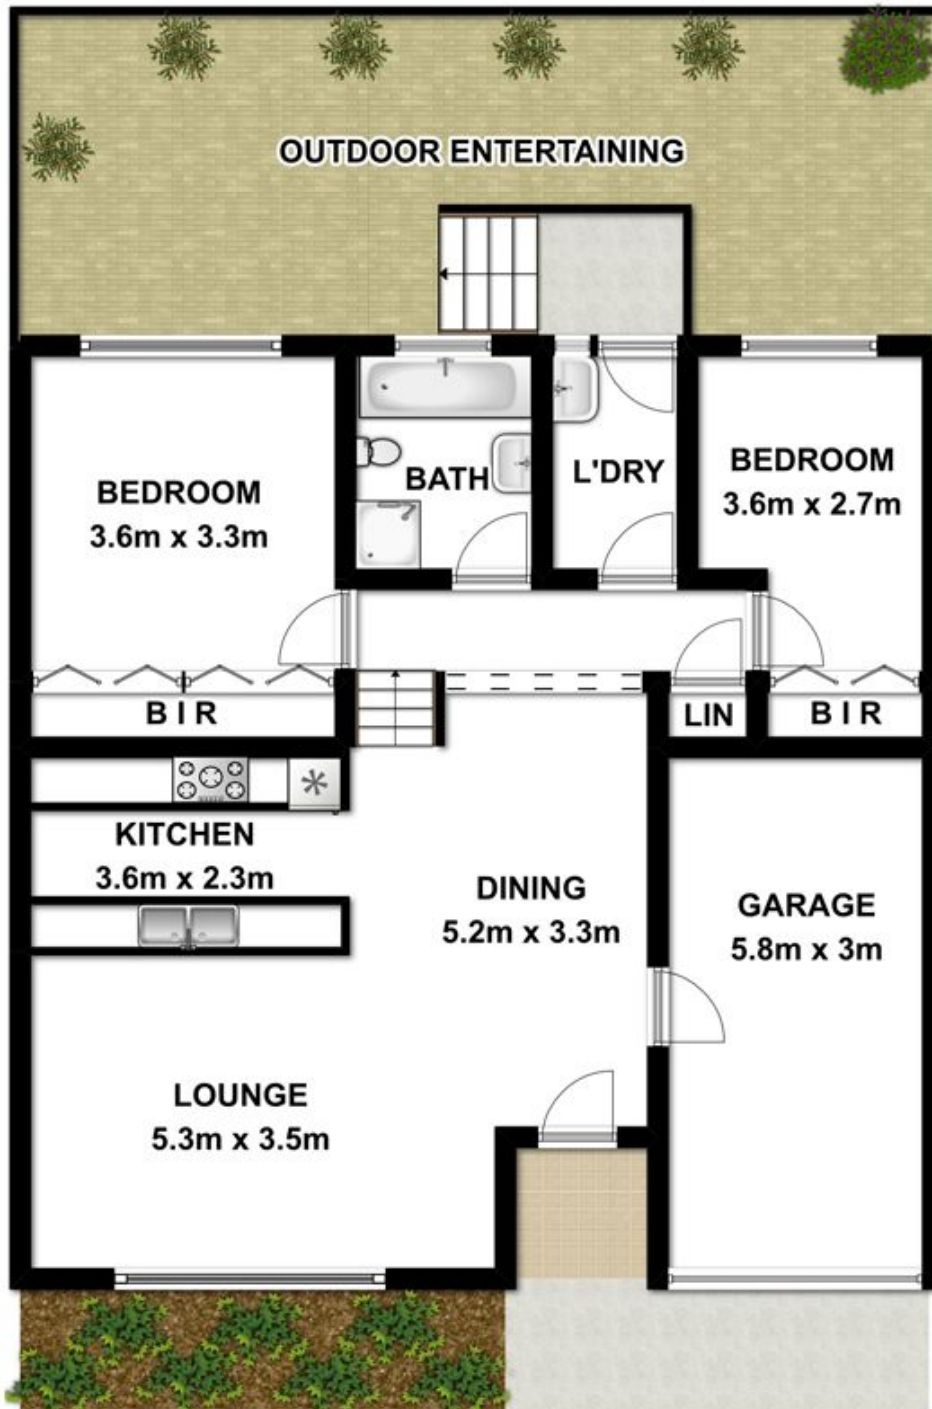 OUTDOOR ENTERTAINING
BEDROOM
3.6m x 3.3m
BATH
L'DRY
BEDROOM
3.6m x 2.7m
B I R
LIN
B I R
KITCHEN
3.6m x 2.3m
DINING
5.2m x 3.3m
GARAGE
5.8m x 3m
LOUNGE
5.3m x 3.5m